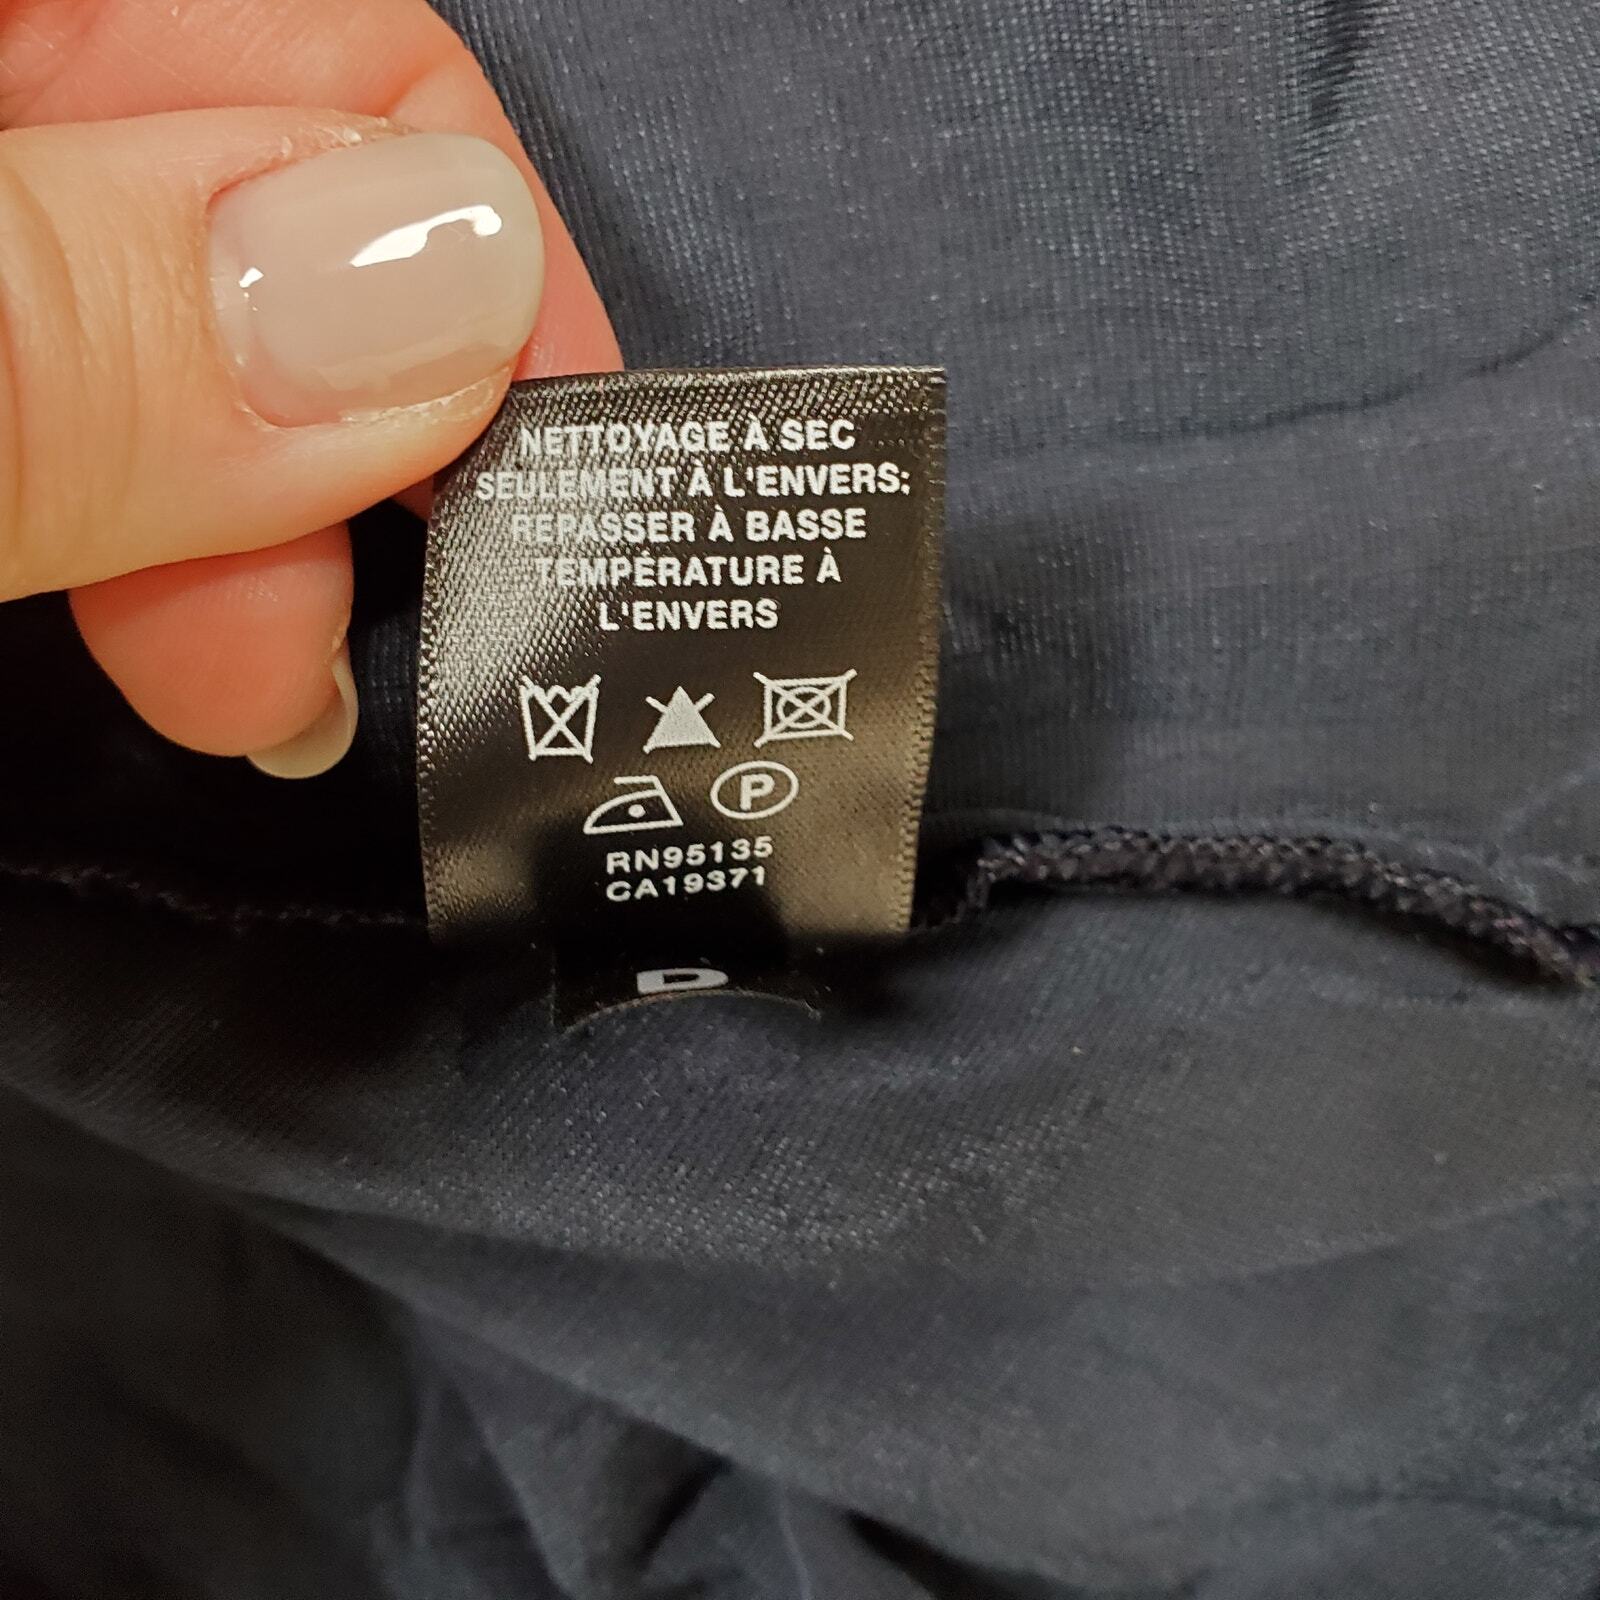 NETTOYAGE À SEC
SEULEMENT À L'ENVERS;
REPASSER À BASSE
TEMPÉRATURE À
L'ENVERS
P
RN95135
CA19371